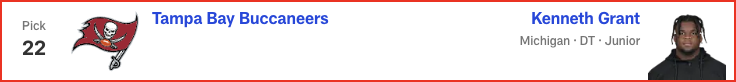 Pick
22
Tampa Bay Buccaneers
Kenneth Grant
Michigan · DT · Junior